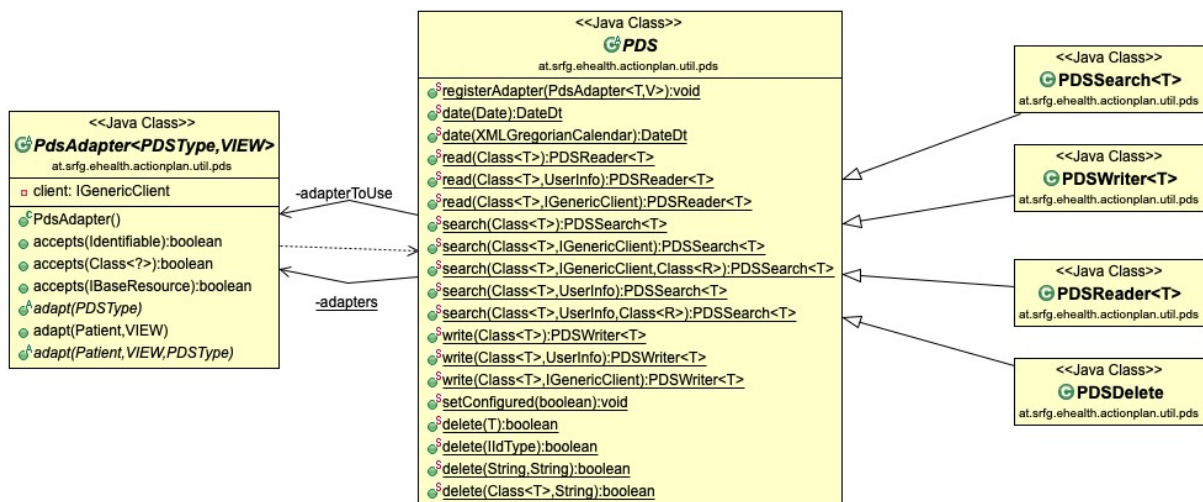 <<Java Class>>
PdsAdapter<PDSType,VIEW>
at.srfg.ehealth.actionplan.util.pds
client: IGenericClient
PdsAdapter()
accepts(Identifiable):boolean
accepts(Class<?>):boolean
accepts(IBaseResource):boolean
adapt(PDSType)
adapt(Patient,VIEW)
adapt(Patient,VIEW,PDSType)
-adapterToUse
-adapters
<<Java Class>>
PDS
at.srfg.ehealth.actionplan.util.pds
registerAdapter(PdsAdapter<T,V>):void
date(Date):DateDt
date(XMLGregorianCalendar):DateDt
read(Class<T>):PDSReader<T>
read(Class<T>,UserInfo):PDSReader<T>
read(Class<T>,IGenericClient):PDSReader<T>
search(Class<T>):PDSSearch<T>
search(Class<T>,IGenericClient):PDSSearch<T>
search(Class<T>,IGenericClient,Class<R>):PDSSearch<T>
search(Class<T>,UserInfo):PDSSearch<T>
search(Class<T>,UserInfo,Class<R>):PDSSearch<T>
write(Class<T>):PDSWriter<T>
write(Class<T>,UserInfo):PDSWriter<T>
write(Class<T>,IGenericClient):PDSWriter<T>
setConfigured(boolean):void
delete(T):boolean
delete(IIdType):boolean
delete(String,String):boolean
delete(Class<T>,String):boolean
<<Java Class>>
PDSSearch<T>
at.srfg.ehealth.actionplan.util.pds
<<Java Class>>
PDSWriter<T>
at.srfg.ehealth.actionplan.util.pds
<<Java Class>>
PDSReader<T>
at.srfg.ehealth.actionplan.util.pds
<<Java Class>>
PDSDelete
at.srfg.ehealth.actionplan.util.pds